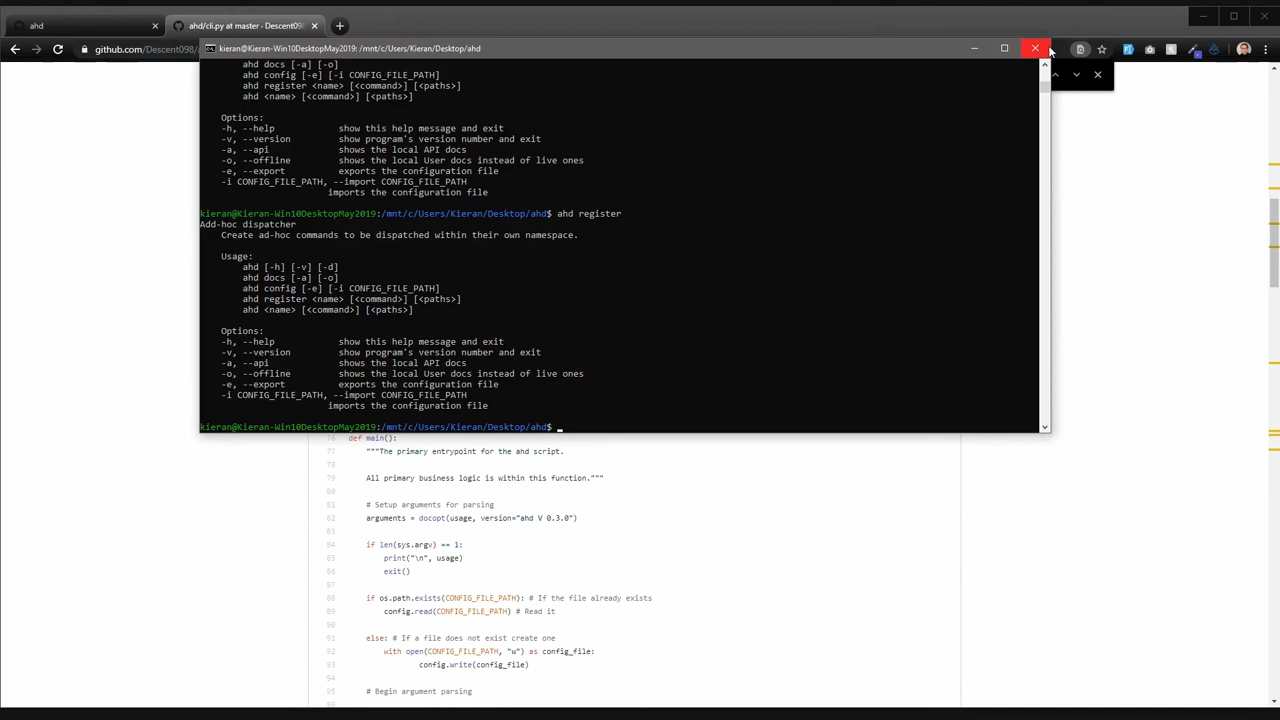 ahd
ahd/cli.py at master · Descent098
github.com/Descent098/a
kieran@Kieran-Win10DesktopMay2019: /mnt/c/Users/Kieran/Desktop/ahd
ahd docs [-a] [-o]
ahd config [-e] [-i CONFIG_FILE_PATH]
ahd register <name> [<command>] [<paths>]
ahd <name> [<command>] [<paths>]
Options:
-h, --help show this help message and exit
-v, --version show program's version number and exit
-a, --api shows the local API docs
-o, --offline shows the local User docs instead of live ones
-e, --export exports the configuration file
-i CONFIG_FILE_PATH, --import CONFIG_FILE_PATH
imports the configuration file
kieran@Kieran-Win10DesktopMay2019:/mnt/c/Users/Kieran/Desktop/ahd$ ahd register
Add-hoc dispatcher
Create ad-hoc commands to be dispatched within their own namespace.
Usage:
ahd [-h] [-v] [-d]
ahd docs [-a] [-o]
ahd config [-e] [-i CONFIG_FILE_PATH]
ahd register <name> [<command>] [<paths>]
ahd <name> [<command>] [<paths>]
Options:
-h, --help show this help message and exit
-v, --version show program's version number and exit
-a, --api shows the local API docs
-o, --offline shows the local User docs instead of live ones
-e, --export exports the configuration file
-i CONFIG_FILE_PATH, --import CONFIG_FILE_PATH
imports the configuration file
kieran@Kieran-Win10DesktopMay2019:/mnt/c/Users/Kieran/Desktop/ahd$
76 def main():
77 """The primary entrypoint for the ahd script.
78
79 All primary business logic is within this function."""
80
81 # Setup arguments for parsing
82 arguments = docopt(usage, version="ahd V 0.3.0")
83
84 if len(sys.argv) == 1:
85 print("\n", usage)
86 exit()
87
88 if os.path.exists(CONFIG_FILE_PATH): # If the file already exists
89 config.read(CONFIG_FILE_PATH) # Read it
90
91 else: # If a file does not exist create one
92 with open(CONFIG_FILE_PATH, "w") as config_file:
93 config.write(config_file)
94
95 # Begin argument parsing